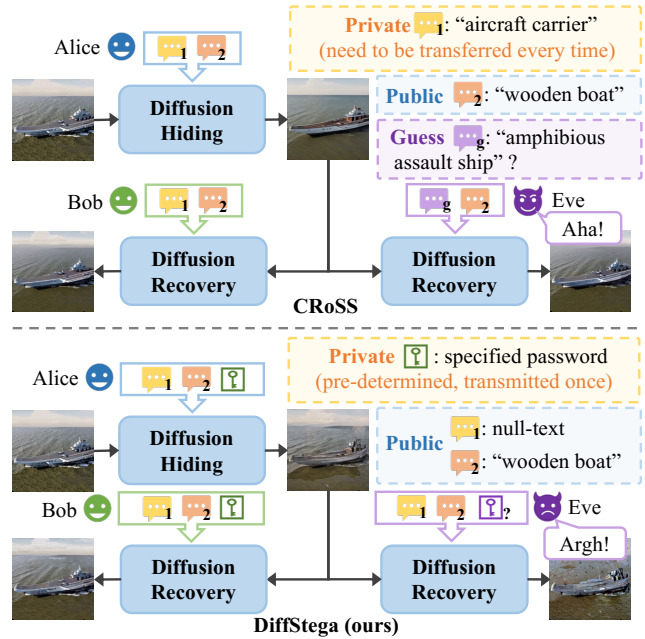 Alice
1 2
Private 1: “aircraft carrier”
(need to be transferred every time)
Diffusion
Hiding
Public 2: “wooden boat”
Guess g: “amphibious
assault ship” ?
Bob
1 2
g 2
Eve
Aha!
Diffusion
Recovery
Diffusion
Recovery
CRoSS
Alice
1 2
Private : specified password
(pre-determined, transmitted once)
Diffusion
Hiding
Public 1: null-text
2: “wooden boat”
Bob
1 2
1 2 ?
Eve
Argh!
Diffusion
Recovery
Diffusion
Recovery
DiffStega (ours)